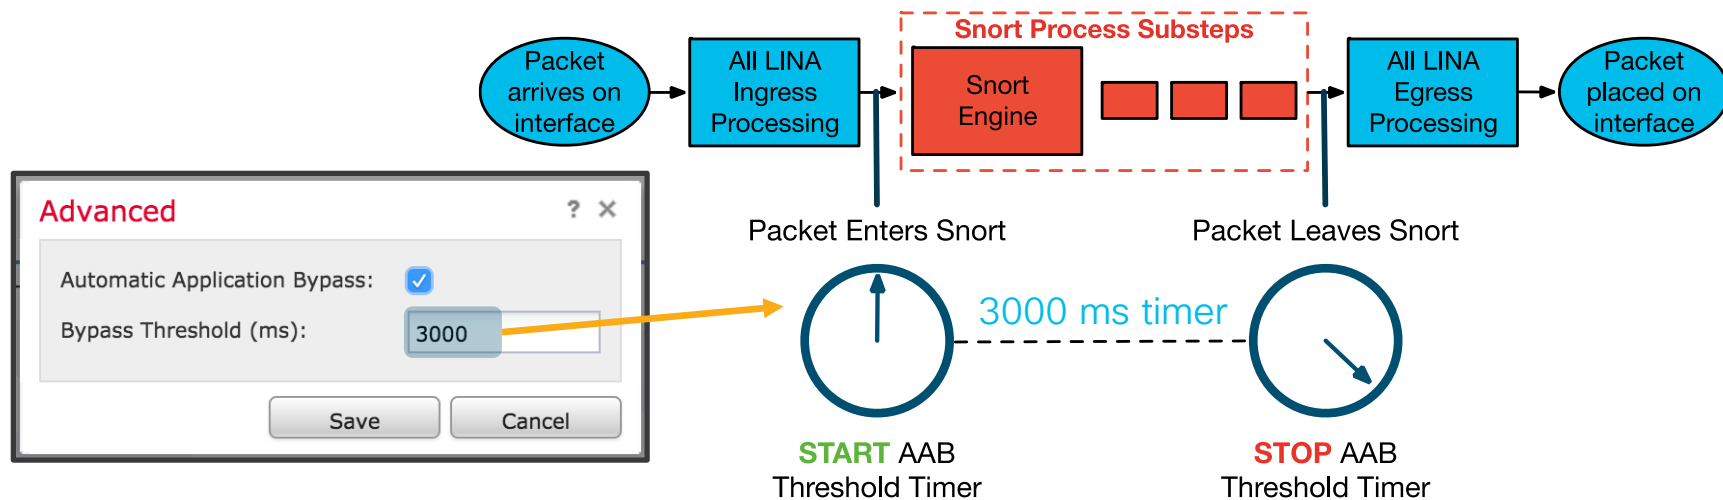 Snort Process Substeps
Packet
arrives on
interface
All LINA
Ingress
Processing
Snort
Engine
All LINA
Egress
Processing
Packet
placed on
interface
Advanced
? ×
Automatic Application Bypass:
Bypass Threshold (ms):
3000
Save
Cancel
Packet Enters Snort
Packet Leaves Snort
3000 ms timer
START AAB
Threshold Timer
STOP AAB
Threshold Timer